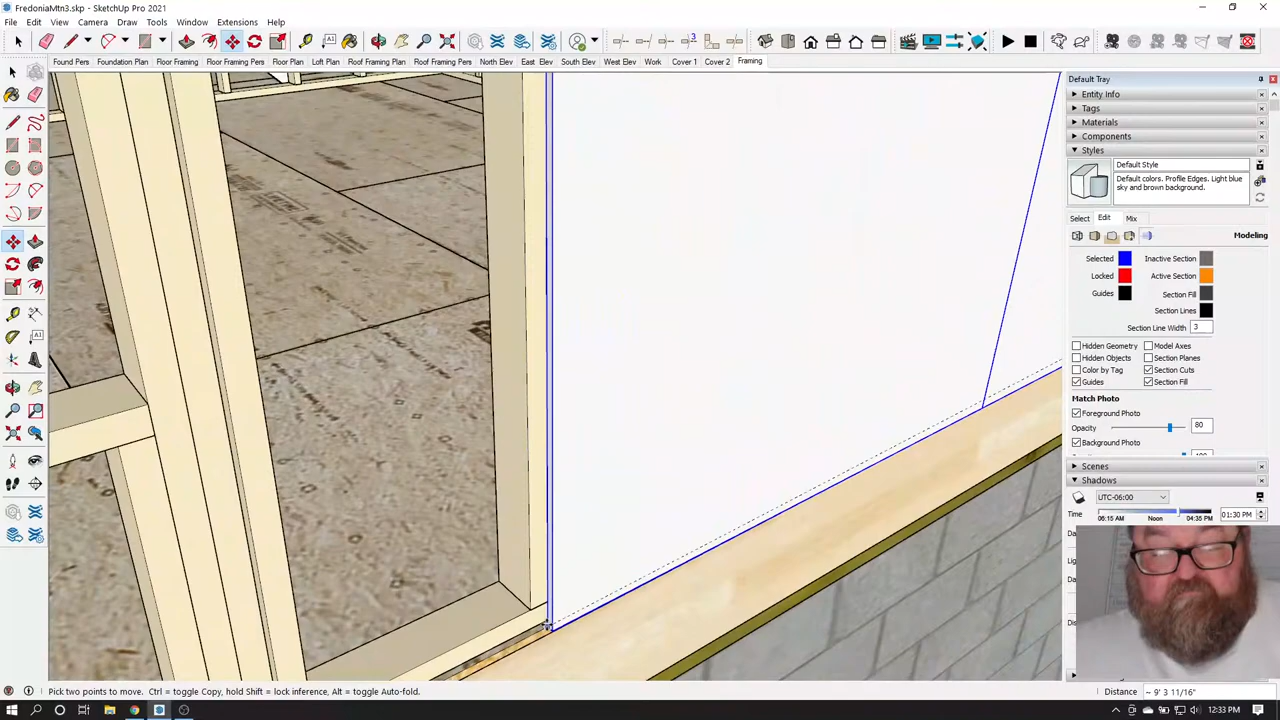 FredoniaMtn3.skp - SketchUp Pro 2021
File Edit View Camera Draw Tools Window Extensions Help
Found Pers Foundation Plan Floor Framing Floor Framing Pers Floor Plan Loft Plan Roof Framing Plan Roof Framing Pers North Elev East Elev South Elev West Elev Work Cover 1 Cover 2 Framing
Default Tray
Entity Info
Tags
Materials
Components
Styles
Default Style
Default colors. Profile Edges. Light blue
sky and brown background.
Select Edit Mix
Modeling
Selected Inactive Section
Locked Active Section
Guides Section Fill
Section Lines
Section Line Width 3
Hidden Geometry Model Axes
Hidden Objects Section Planes
Color by Tag Section Cuts
Guides Section Fill
Match Photo
Foreground Photo
Opacity 80
Background Photo
Scenes
Shadows
UTC-06:00
Time 06:15 AM Noon 04:35 PM 01:30 PM
Pick two points to move. Ctrl = toggle Copy, hold Shift = lock inference, Alt = toggle Auto-fold.
Distance ~ 9' 3 11/16"
12:33 PM